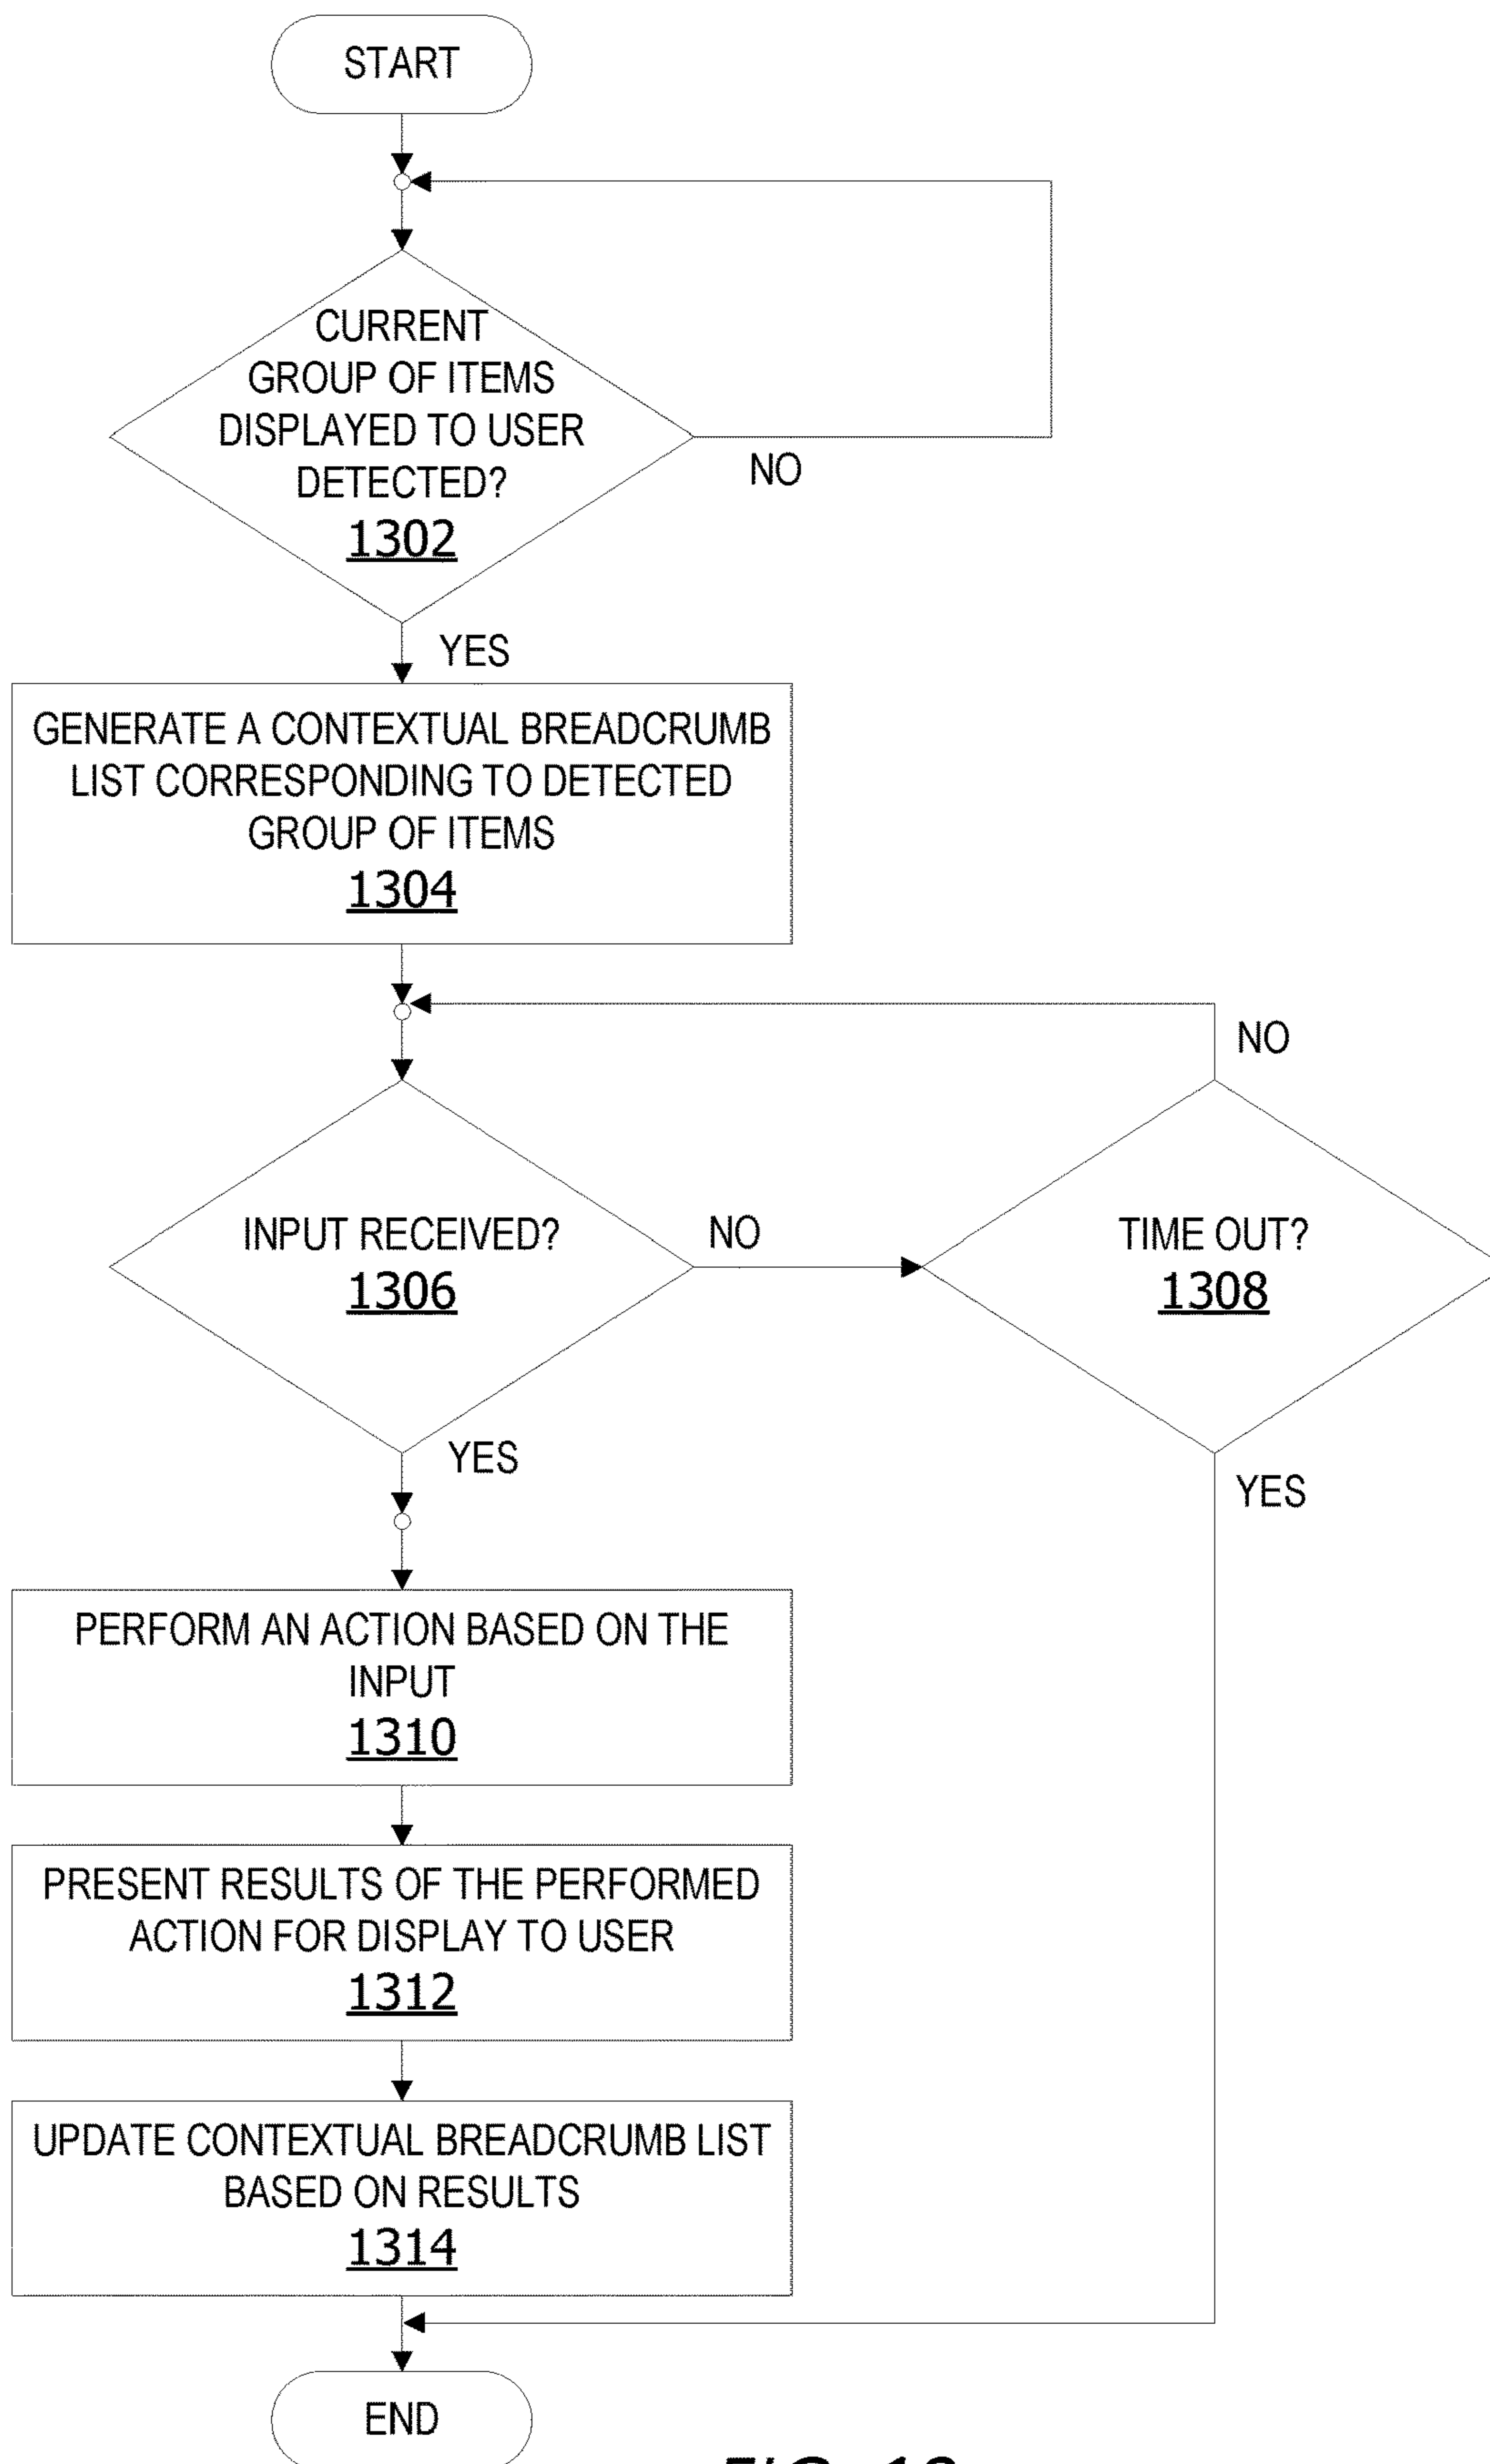 START
CURRENT
GROUP OF ITEMS
DISPLAYED TO USER
DETECTED?
1302
NO
YES
GENERATE A CONTEXTUAL BREADCRUMB
LIST CORRESPONDING TO DETECTED
GROUP OF ITEMS
1304
NO
INPUT RECEIVED?
1306
NO
TIME OUT?
1308
YES
YES
PERFORM AN ACTION BASED ON THE
INPUT
1310
PRESENT RESULTS OF THE PERFORMED
ACTION FOR DISPLAY TO USER
1312
UPDATE CONTEXTUAL BREADCRUMB LIST
BASED ON RESULTS
1314
END